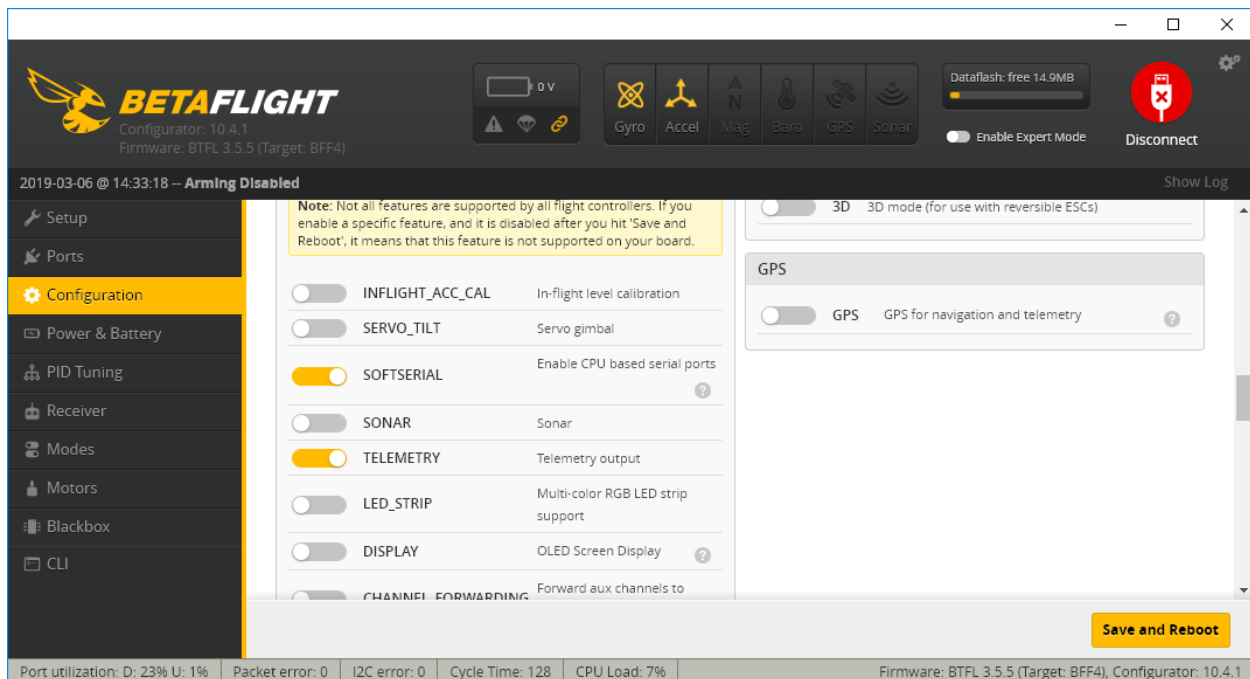 BETAFLIGHT
Configurator: 10.4.1
Firmware: BTFL 3.5.5 (Target: BFF4)
0 V
Gyro Accel Mag Baro GPS Sonar
Dataflash: free 14.9MB
Enable Expert Mode
Disconnect
2019-03-06 @ 14:33:18 -- Arming Disabled
Show Log
Setup
Ports
Configuration
Power & Battery
PID Tuning
Receiver
Modes
Motors
Blackbox
CLI
Note: Not all features are supported by all flight controllers. If you
enable a specific feature, and it is disabled after you hit 'Save and
Reboot', it means that this feature is not supported on your board.
INFLIGHT_ACC_CAL In-flight level calibration
SERVO_TILT Servo gimbal
SOFTSERIAL Enable CPU based serial ports
SONAR Sonar
TELEMETRY Telemetry output
LED_STRIP Multi-color RGB LED strip
support
DISPLAY OLED Screen Display
CHANNEL_FORWARDING Forward aux channels to
3D 3D mode (for use with reversible ESCs)
GPS
GPS GPS for navigation and telemetry
Save and Reboot
Port utilization: D: 23% U: 1% Packet error: 0 I2C error: 0 Cycle Time: 128 CPU Load: 7% Firmware: BTFL 3.5.5 (Target: BFF4), Configurator: 10.4.1